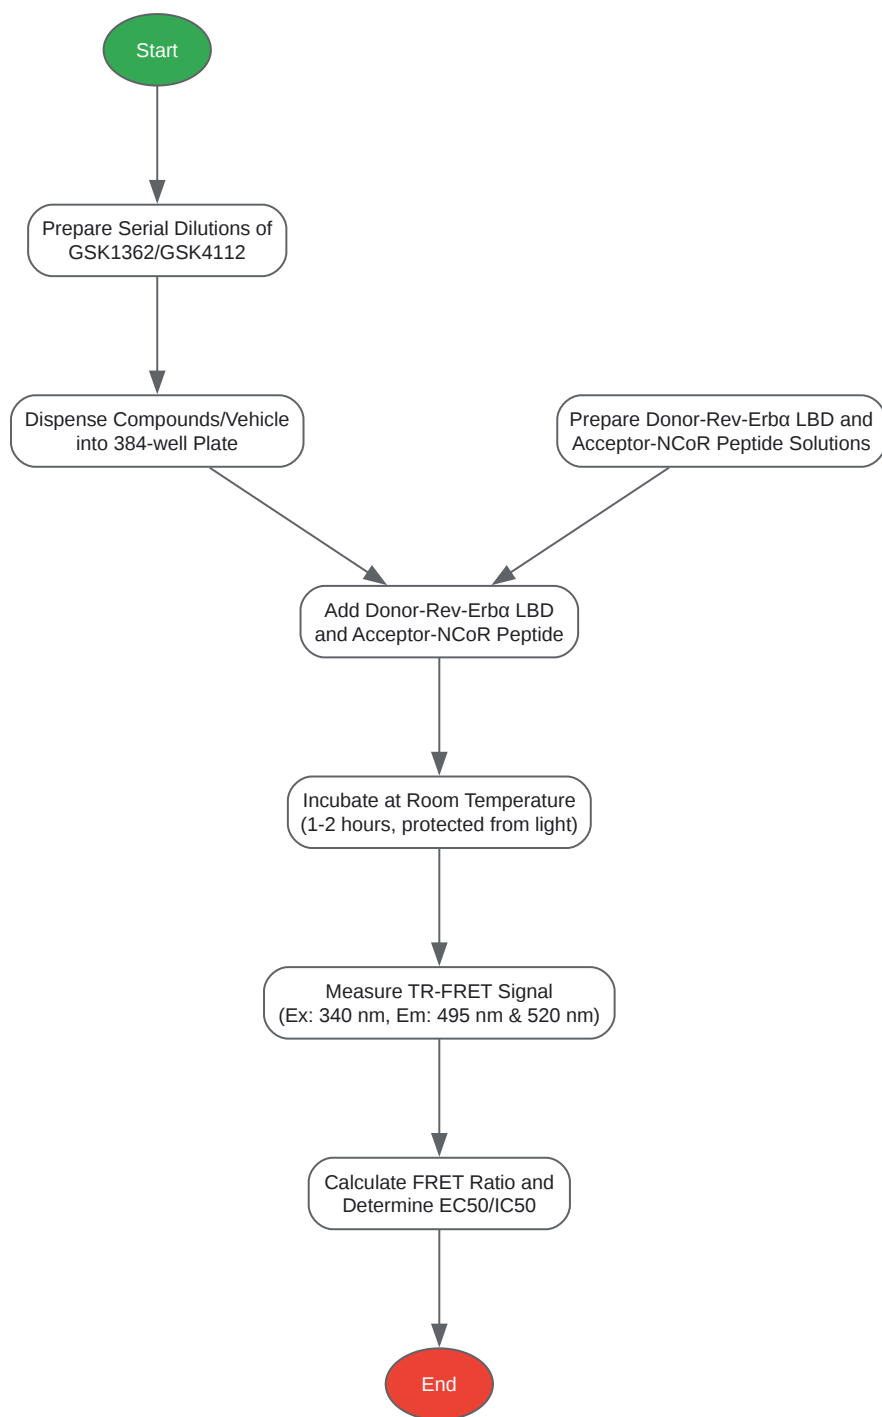 Start
Prepare Serial Dilutions of
GSK1362/GSK4112
Dispense Compounds/Vehicle
into 384-well Plate
Prepare Donor-Rev-Erbα LBD and
Acceptor-NCoR Peptide Solutions
Add Donor-Rev-Erbα LBD
and Acceptor-NCoR Peptide
Incubate at Room Temperature
(1-2 hours, protected from light)
Measure TR-FRET Signal
(Ex: 340 nm, Em: 495 nm & 520 nm)
Calculate FRET Ratio and
Determine EC50/IC50
End